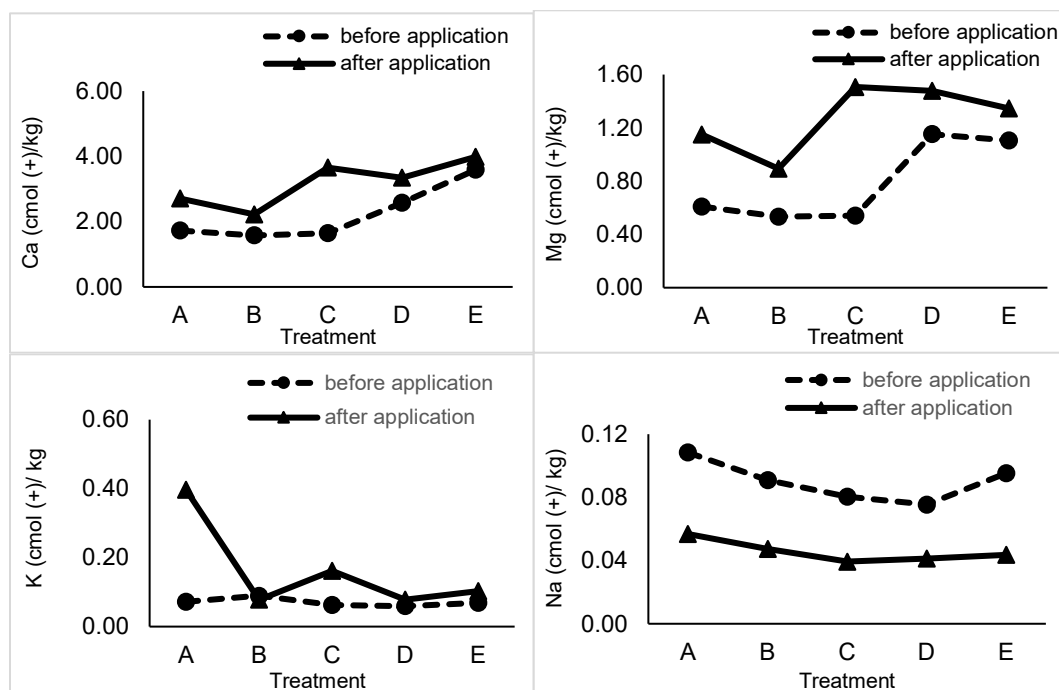 before application
after application
Ca (cmol (+)/kg)
6.00
4.00
2.00
0.00
A B C D E
Treatment
before application
after application
Mg (cmol (+)/kg)
1.60
1.20
0.80
0.40
0.00
A B C D E
Treatment
before application
after application
K (cmol (+)/ kg
0.60
0.40
0.20
0.00
A B C D E
Treatment
before application
after application
Na (cmol (+)/ kg)
0.12
0.08
0.04
0.00
A B C D E
Treatment